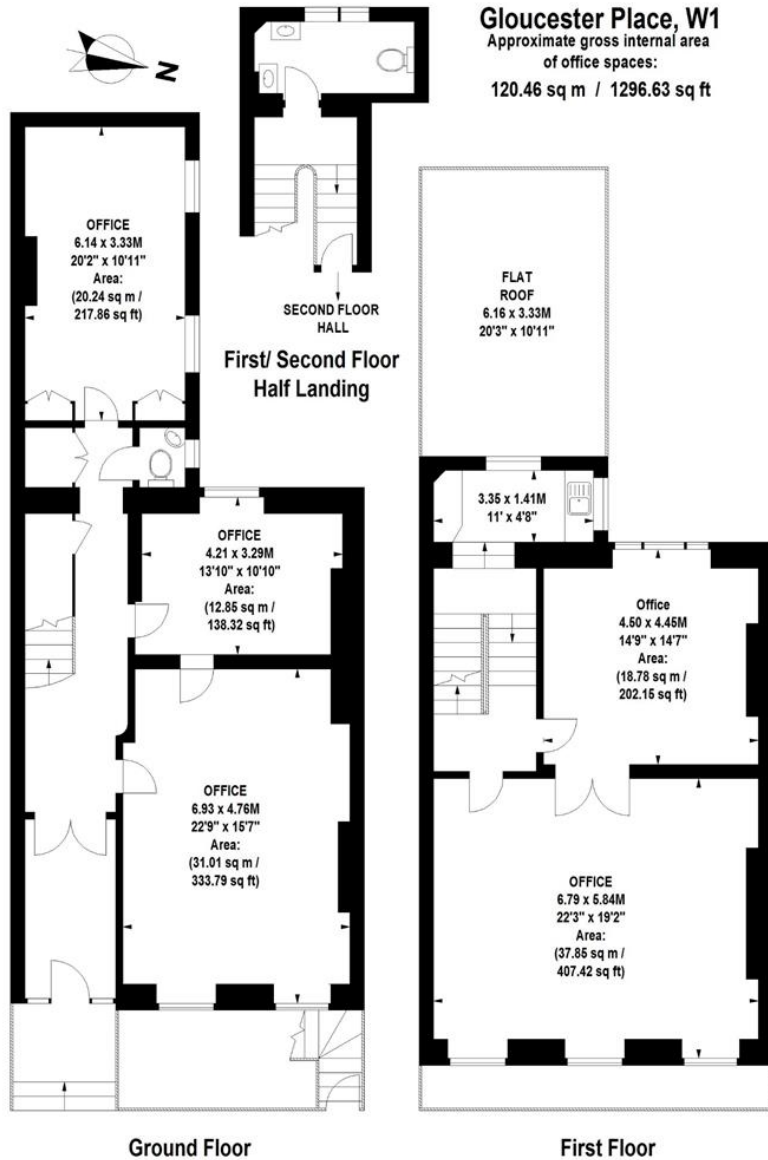 Gloucester Place, W1
Approximate gross internal area
of office spaces:
120.46 sq m / 1296.63 sq ft
N
OFFICE
6.14 x 3.33M
20'2" x 10'11"
Area:
(20.24 sq m /
217.86 sq ft)
SECOND FLOOR
HALL
First/ Second Floor
Half Landing
FLAT
ROOF
6.16 x 3.33M
20'3" x 10'11"
OFFICE
4.21 x 3.29M
13'10" x 10'10"
Area:
(12.85 sq m /
138.32 sq ft)
OFFICE
6.93 x 4.76M
22'9" x 15'7"
Area:
(31.01 sq m /
333.79 sq ft)
3.35 x 1.41M
11' x 4'8"
Office
4.50 x 4.45M
14'9" x 14'7"
Area:
(18.78 sq m /
202.15 sq ft)
OFFICE
6.79 x 5.84M
22'3" x 19'2"
Area:
(37.85 sq m /
407.42 sq ft)
Ground Floor
First Floor